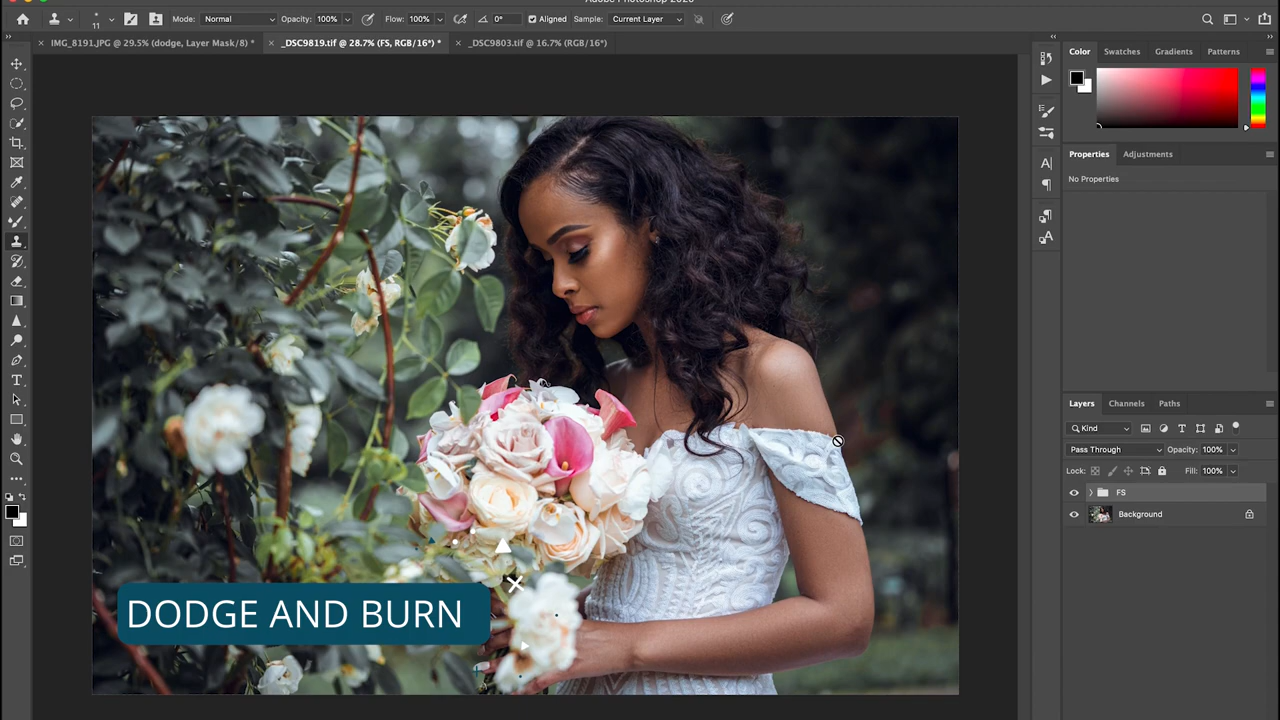 Mode: Normal Opacity: 100% Flow: 100% 0° Aligned Sample: Current Layer
11
× IMG_8191.JPG @ 29.5% (dodge, Layer Mask/8) * × _DSC9819.tif @ 28.7% (FS, RGB/16*) * × _DSC9803.tif @ 16.7% (RGB/16*)
Color Swatches Gradients Patterns
Properties Adjustments
No Properties
Layers Channels Paths
Kind
Pass Through Opacity: 100%
Lock: Fill: 100%
FS
Background
DODGE AND BURN